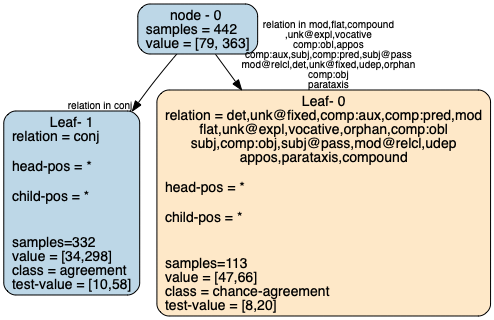 node - 0
samples = 442
value = [79, 363]
relation in mod,flat,compound
,unk@expl,vocative
comp:obl,appos
comp:aux,subj,comp:pred,subj@pass
mod@relcl,det,unk@fixed,udep,orphan
comp:obj
parataxis
relation in conj
Leaf- 1
relation = conj
head-pos = *
child-pos = *
samples=332
value = [34,298]
class = agreement
test-value = [10,58]
Leaf- 0
relation = det,unk@fixed,comp:aux,comp:pred,mod
flat,unk@expl,vocative,orphan,comp:obl
subj,comp:obj,subj@pass,mod@relcl,udep
appos,parataxis,compound
head-pos = *
child-pos = *
samples=113
value = [47,66]
class = chance-agreement
test-value = [8,20]